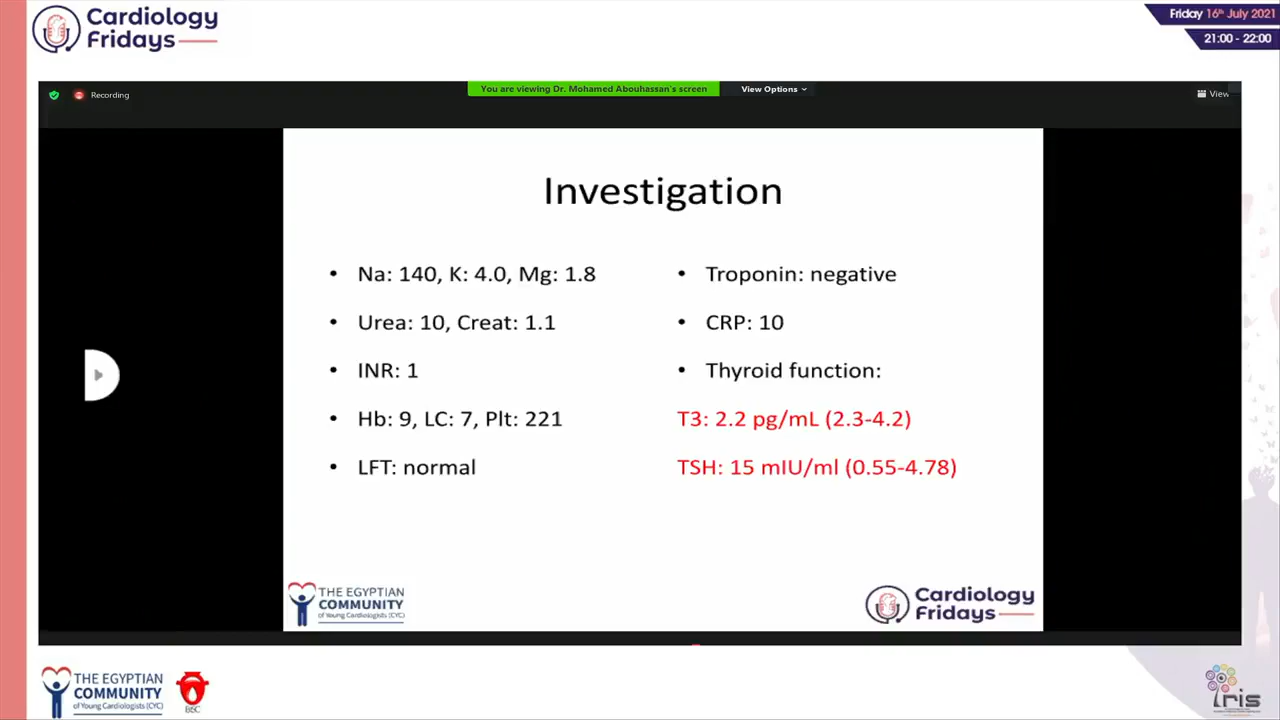 Cardiology
Fridays
Friday 16th July 2021
21:00 - 22:00
Recording
You are viewing Dr. Mohamed Abouhassan's screen
View Options
View
Investigation
• Na: 140, K: 4.0, Mg: 1.8
• Urea: 10, Creat: 1.1
• INR: 1
• Hb: 9, LC: 7, Plt: 221
• LFT: normal
• Troponin: negative
• CRP: 10
• Thyroid function:
T3: 2.2 pg/mL (2.3-4.2)
TSH: 15 mIU/ml (0.55-4.78)
THE EGYPTIAN
COMMUNITY
of Young Cardiologists (CYC)
Cardiology
Fridays
THE EGYPTIAN
COMMUNITY
of Young Cardiologists (CYC)
IRIS